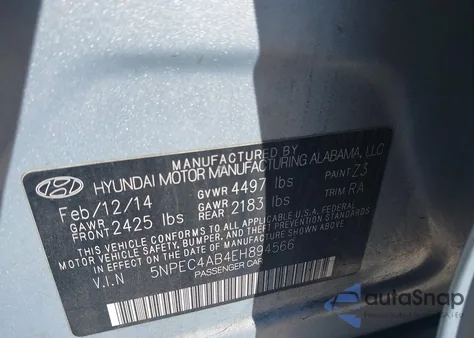 MANUFACTURED BY
HYUNDAI MOTOR MANUFACTURING ALABAMA, LLC
Feb/12/14 GVWR 4497 lbs PAINT Z3
GAWR FRONT 2425 lbs GAWR REAR 2183 lbs TRIM RA
THIS VEHICLE CONFORMS TO ALL APPLICABLE U.S.A. FEDERAL
MOTOR VEHICLE SAFETY, BUMPER, AND THEFT PREVENTION STANDARDS
IN EFFECT ON THE DATE OF MANUFACTURE SHOWN ABOVE.
V.I.N 5NPEC4AB4EH894566
PASSENGER CAR
autaSnap